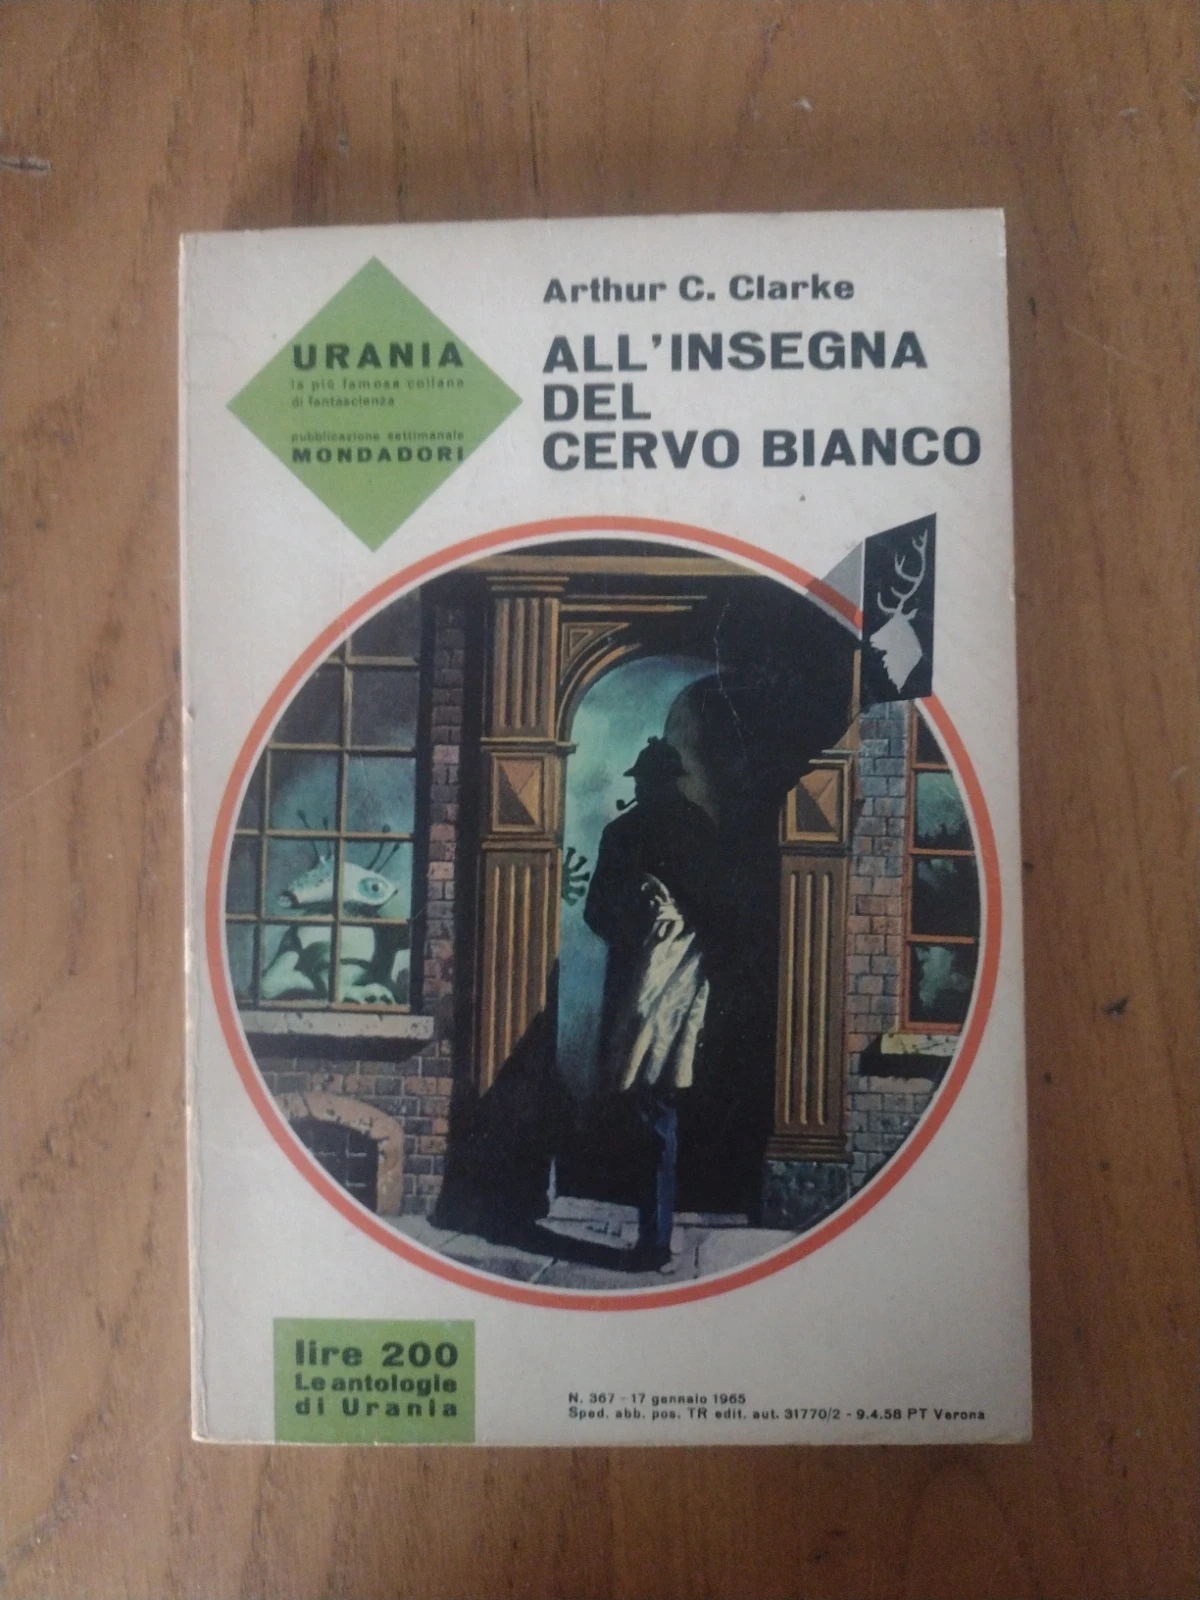 Arthur C. Clarke
ALL'INSEGNA
DEL
CERVO BIANCO
URANIA
la più famosa collana
di fantascienza
pubblicazione settimanale
MONDADORI
lire 200
Le antologie
di Urania
N. 367 - 17 gennaio 1965
Sped. abb. pos. TR edit. aut. 31770/2 - 9.4.58 PT Verona